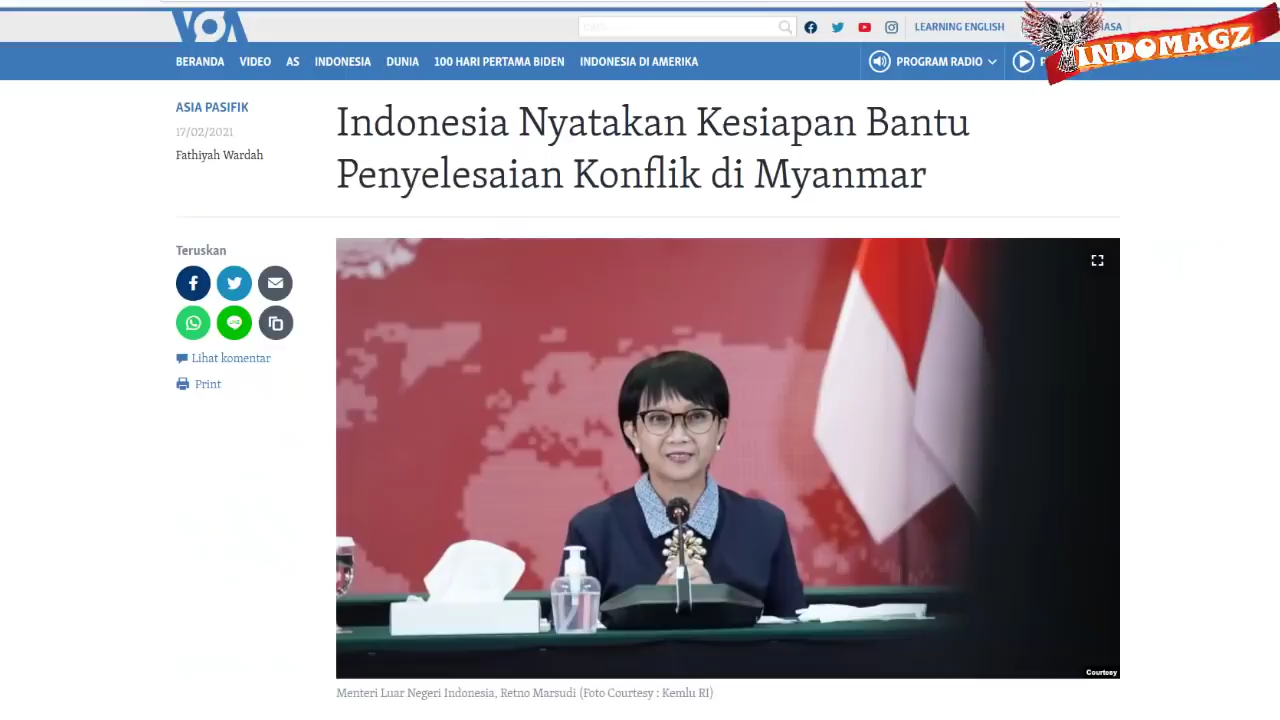 VOA
LEARNING ENGLISH
INDOMAGZ
BERANDA VIDEO AS INDONESIA DUNIA 100 HARI PERTAMA BIDEN INDONESIA DI AMERIKA
PROGRAM RADIO
ASIA PASIFIK
17/02/2021
Fathiyah Wardah
Indonesia Nyatakan Kesiapan Bantu
Penyelesaian Konflik di Myanmar
Teruskan
Lihat komentar
Print
Courtesy
Menteri Luar Negeri Indonesia, Retno Marsudi (Foto Courtesy : Kemlu RI)